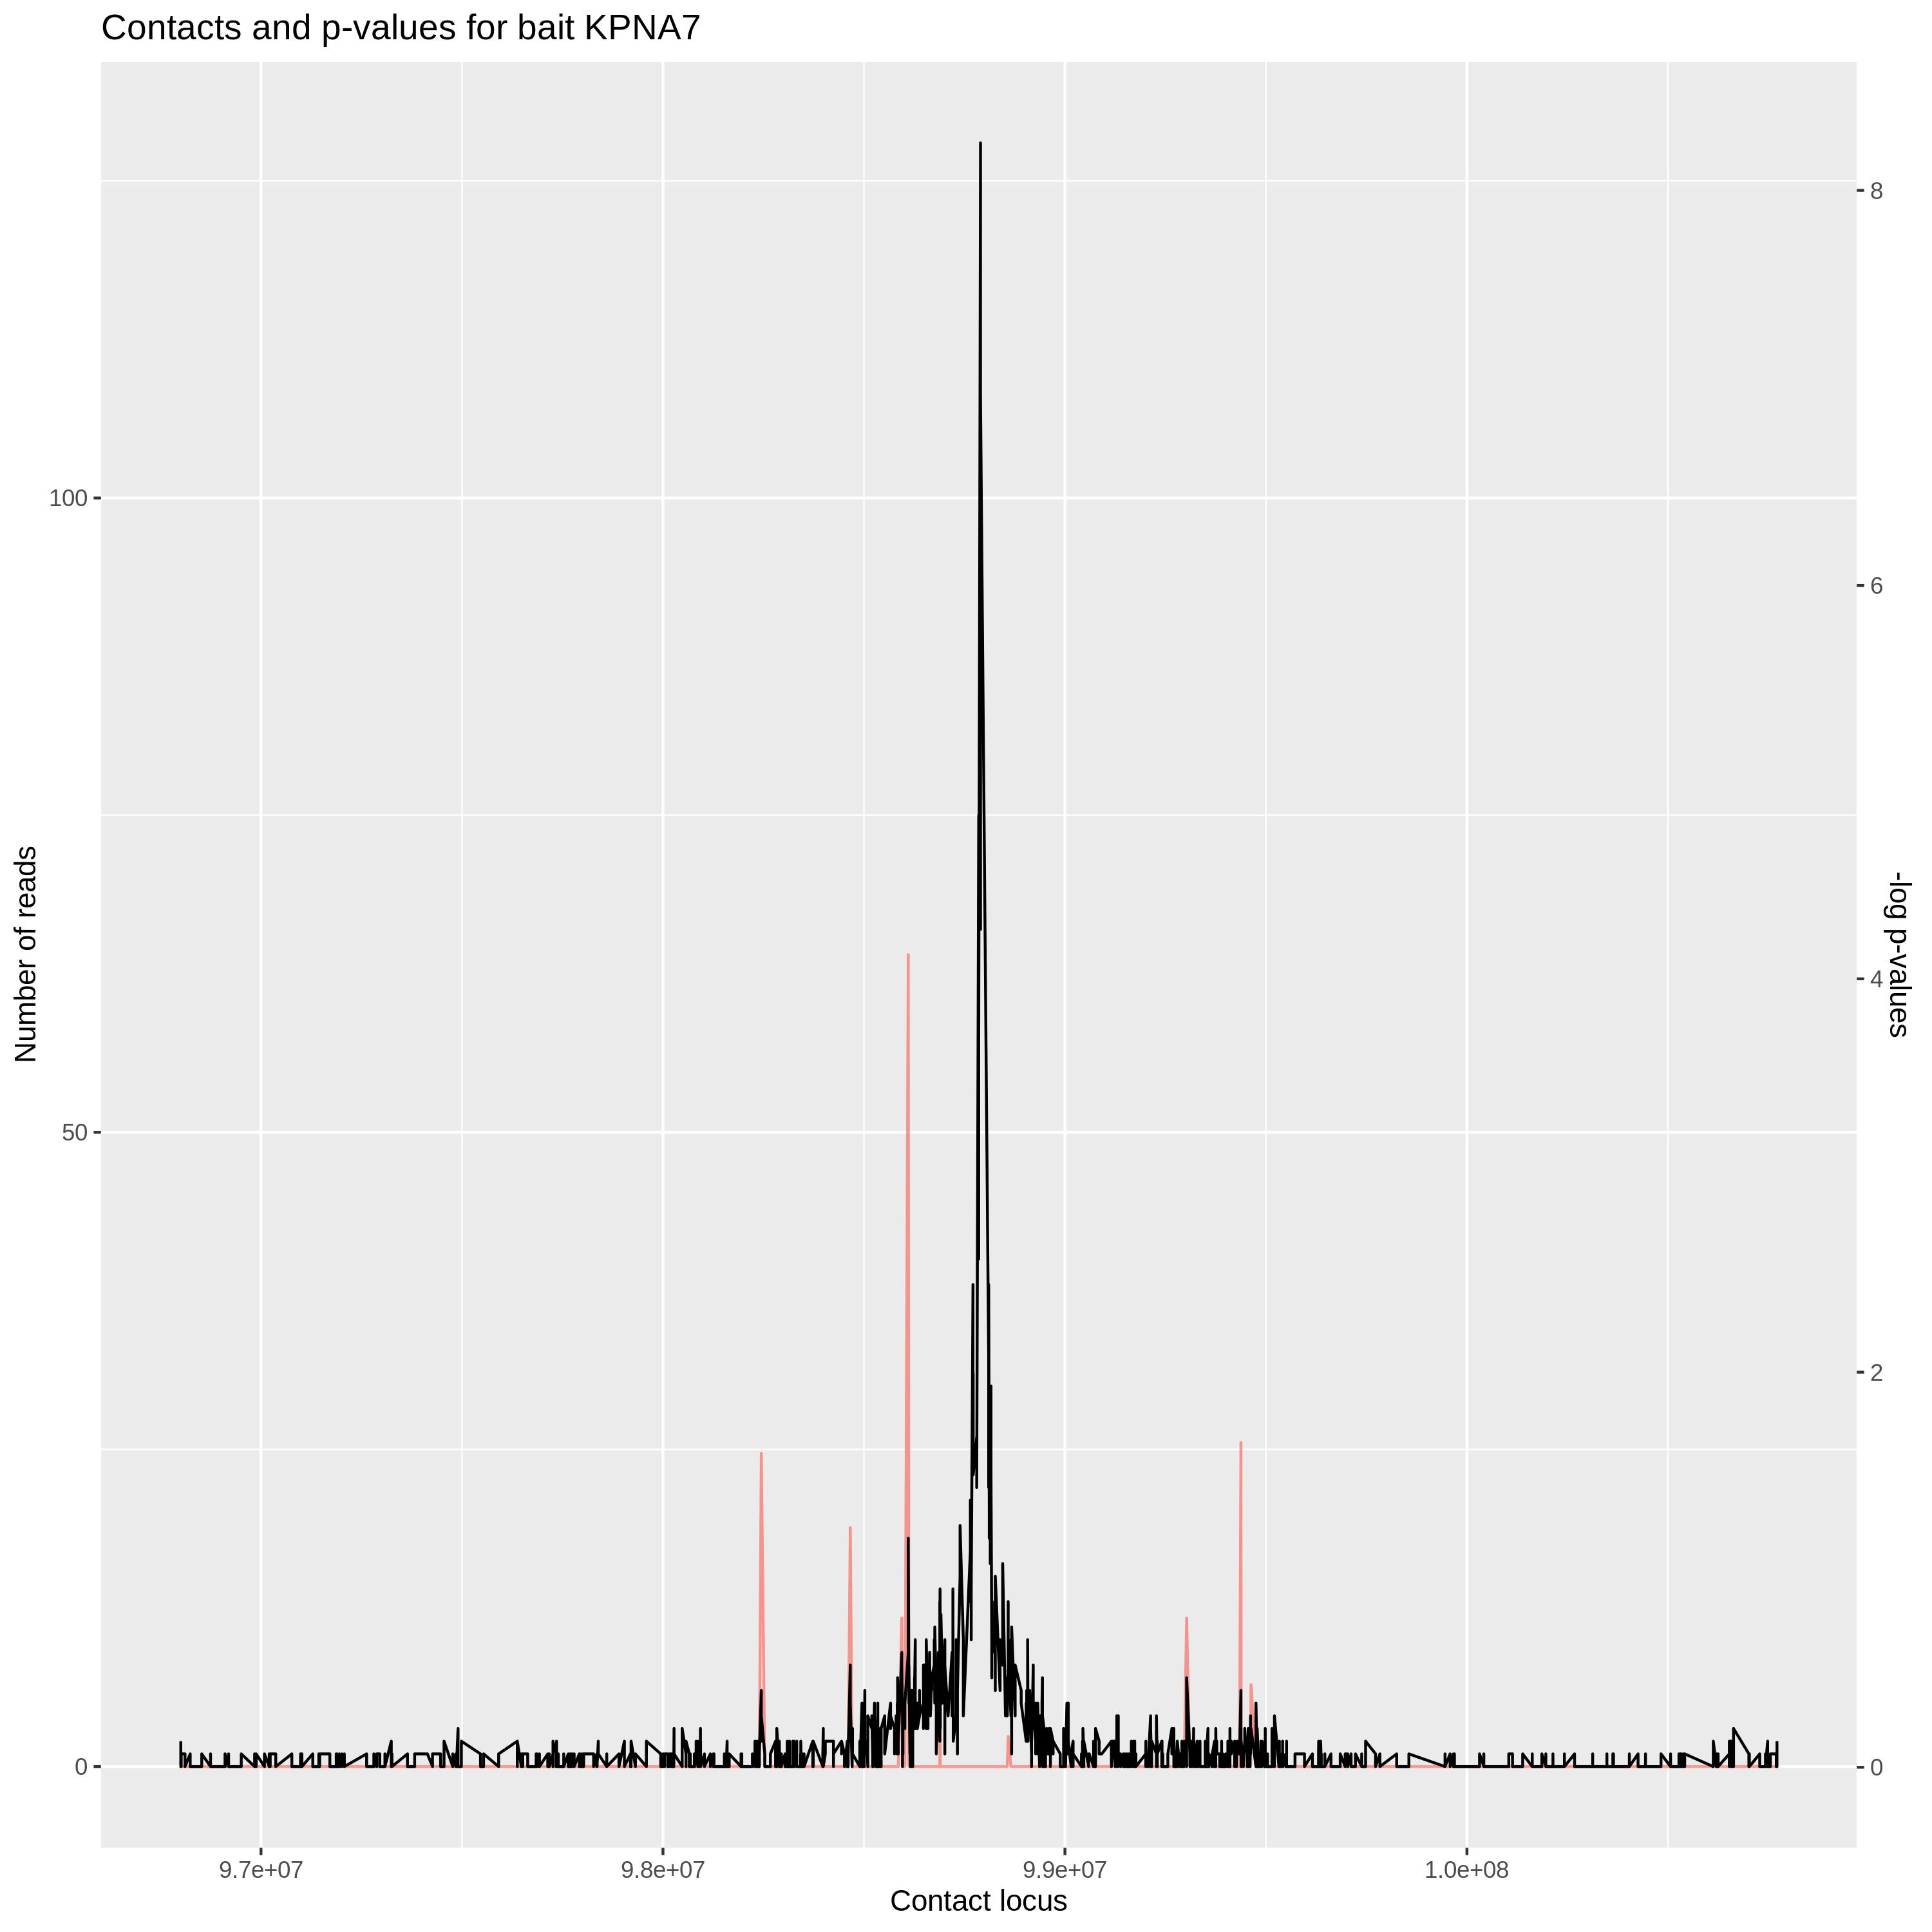 Contacts and p-values for bait KPNA7
Number of reads
100
50
0
8
6
4
2
0
-log p-values
9.7e+07
9.8e+07
9.9e+07
1.0e+08
Contact locus